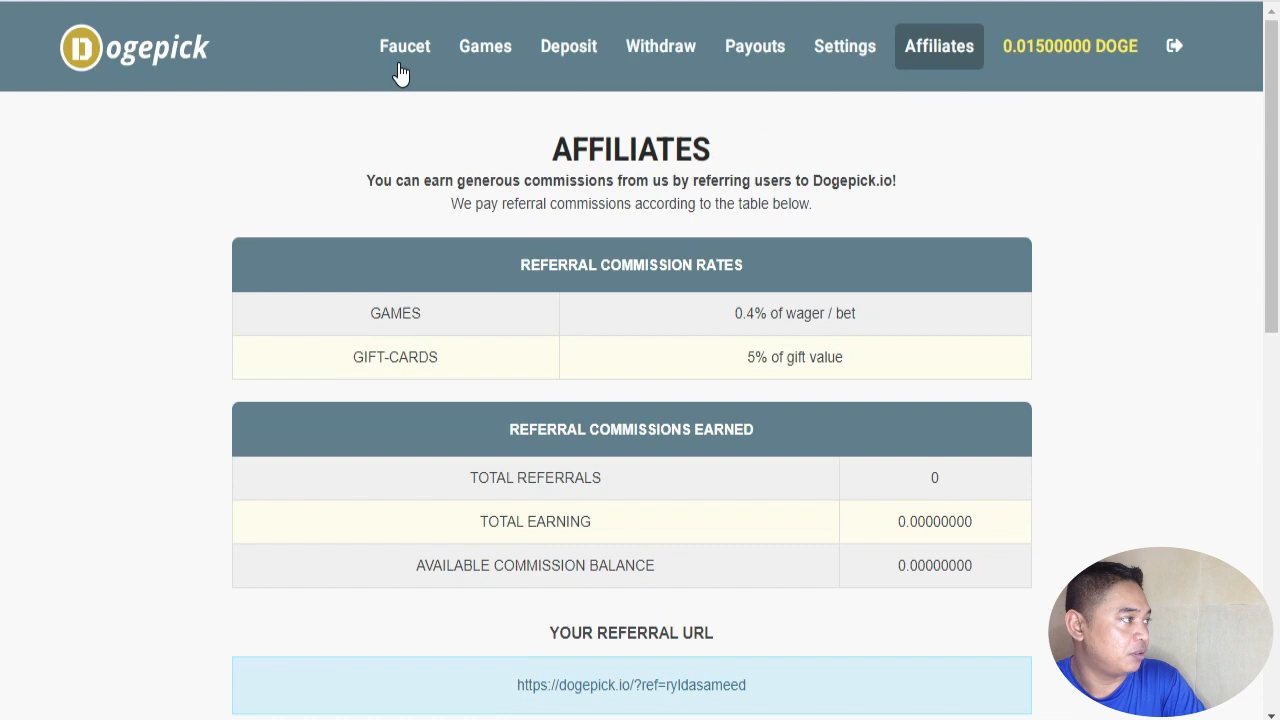 Dogepick
Faucet Games Deposit Withdraw Payouts Settings Affiliates 0.01500000 DOGE
AFFILIATES
You can earn generous commissions from us by referring users to Dogepick.io!
We pay referral commissions according to the table below.
REFERRAL COMMISSION RATES
GAMES 0.4% of wager / bet
GIFT-CARDS 5% of gift value
REFERRAL COMMISSIONS EARNED
TOTAL REFERRALS 0
TOTAL EARNING 0.00000000
AVAILABLE COMMISSION BALANCE 0.00000000
YOUR REFERRAL URL
https://dogepick.io/?ref=ryldasameed